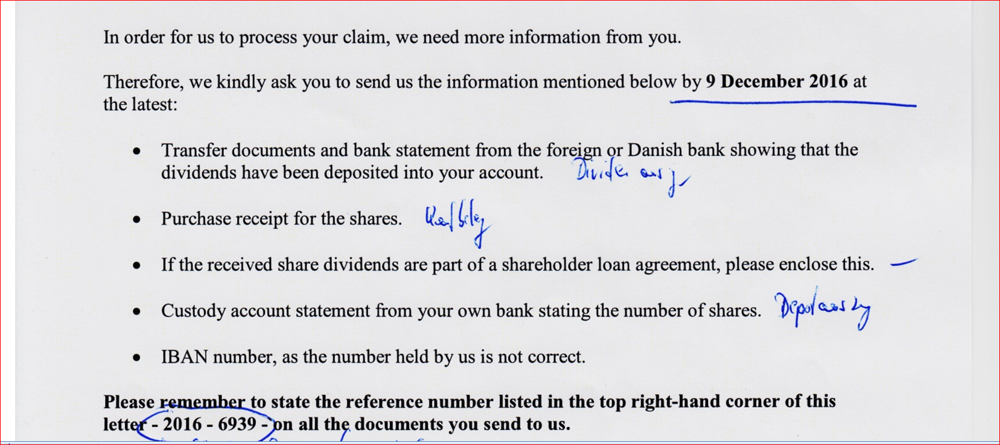 In order for us to process your claim, we need more information from you.
Therefore, we kindly ask you to send us the information mentioned below by 9 December 2016 at
the latest:
• Transfer documents and bank statement from the foreign or Danish bank showing that the
dividends have been deposited into your account.
• Purchase receipt for the shares. Kaufbeleg
• If the received share dividends are part of a shareholder loan agreement, please enclose this. —
• Custody account statement from your own bank stating the number of shares. Depotauszug
• IBAN number, as the number held by us is not correct.
Please remember to state the reference number listed in the top right-hand corner of this
letter - 2016 - 6939 - on all the documents you send to us.